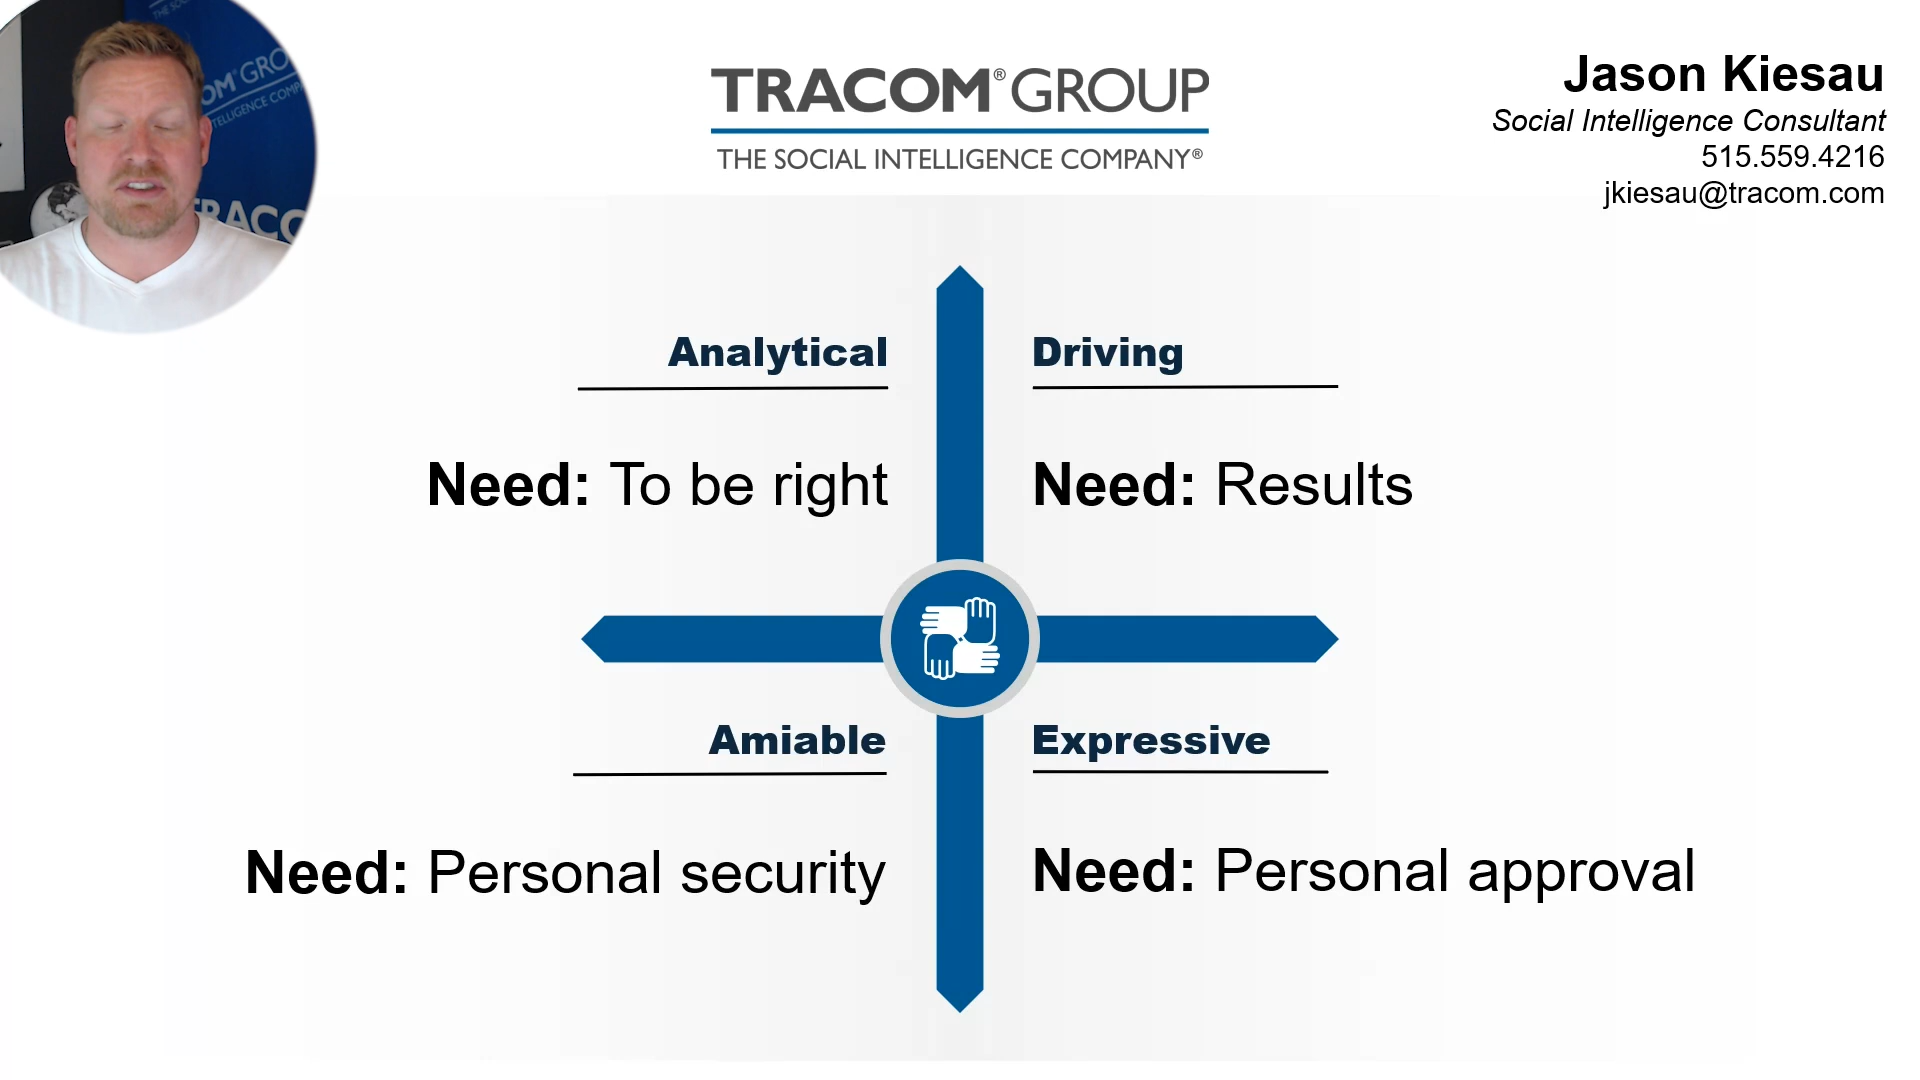 TRACOM® GROUP
THE SOCIAL INTELLIGENCE COMPANY®
Jason Kiesau
Social Intelligence Consultant
515.559.4216
jkiesau@tracom.com
Analytical
Need: To be right
Driving
Need: Results
Amiable
Need: Personal security
Expressive
Need: Personal approval